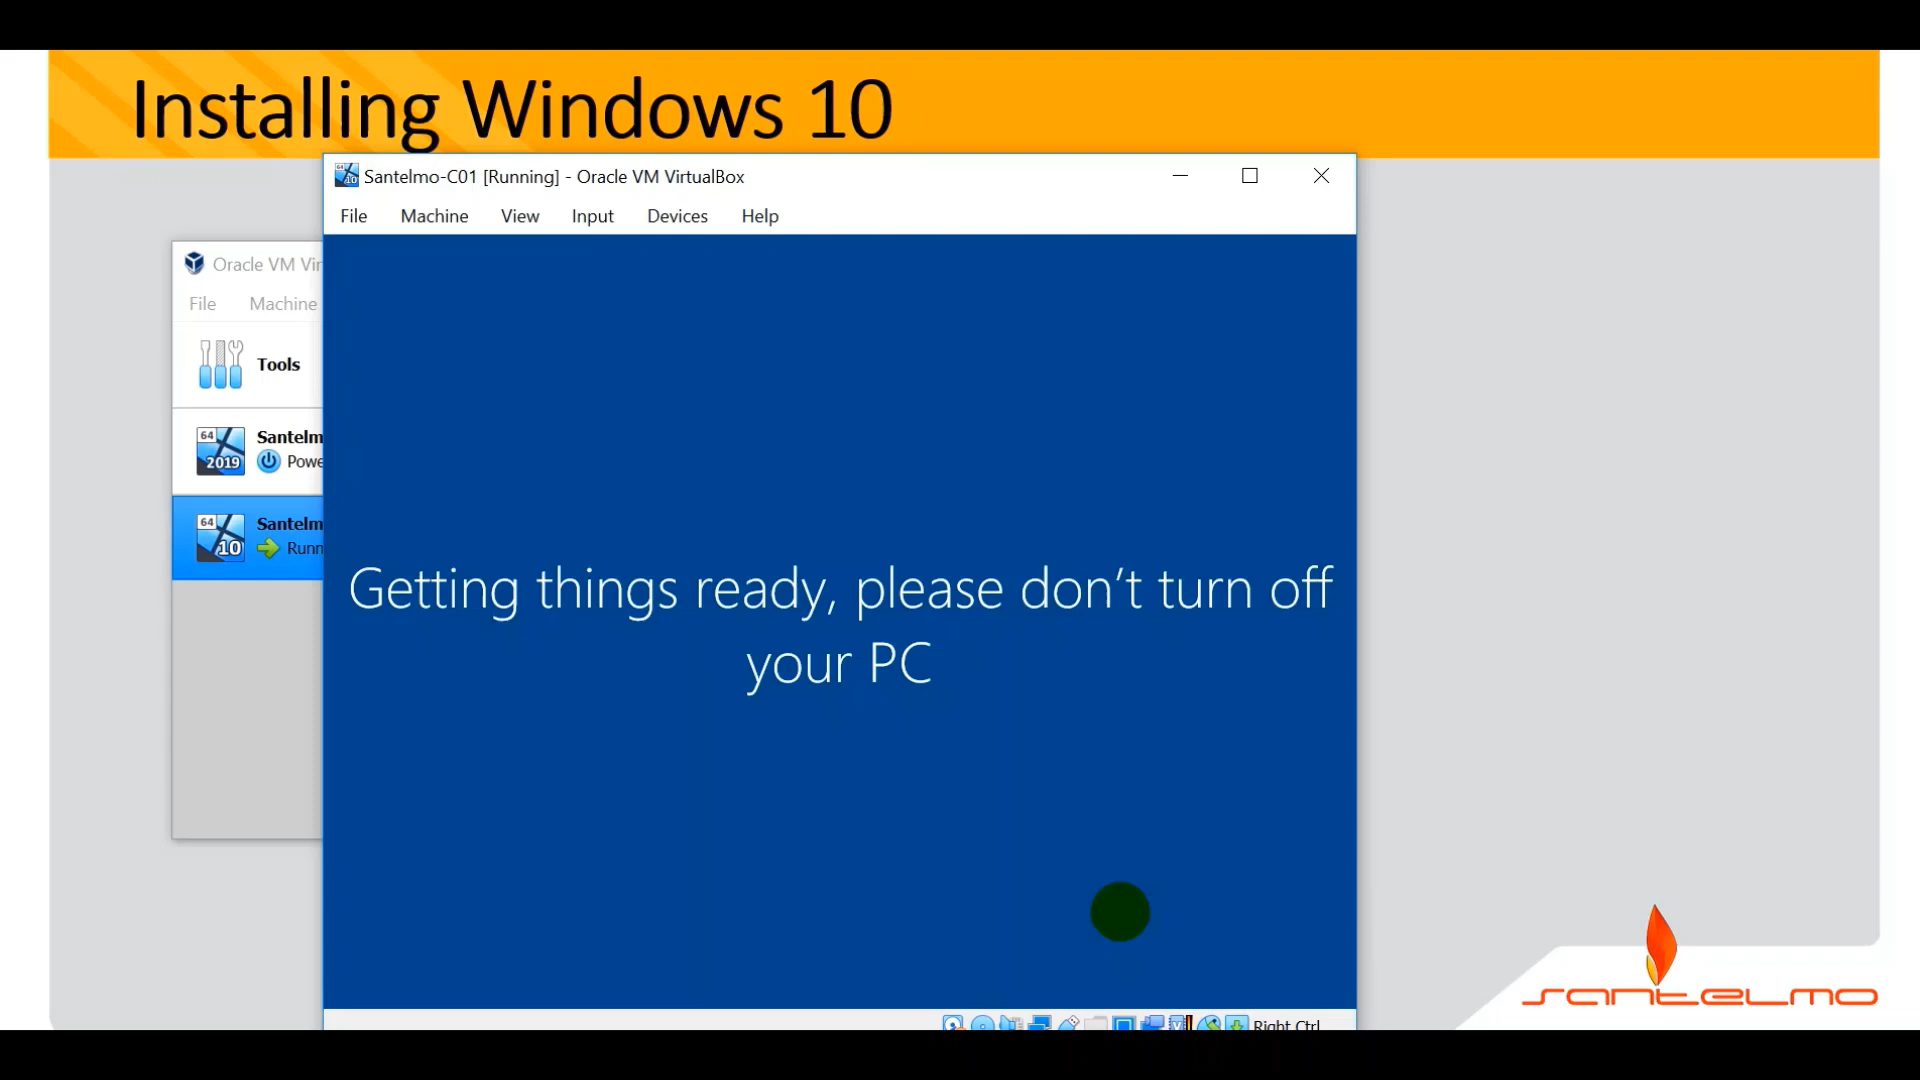 Installing Windows 10
Santelmo-C01 [Running] - Oracle VM VirtualBox
File Machine View Input Devices Help
Oracle VM Vir
File Machine
Tools
64
2019
Santelm
Powe
64
10
Santelm
Runn
Getting things ready, please don't turn off
your PC
Right Ctrl
santelmo